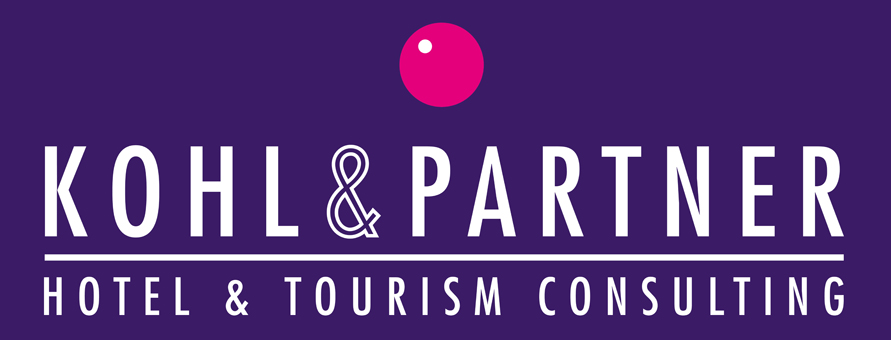 KOHL & PARTNER
HOTEL & TOURISM CONSULTING